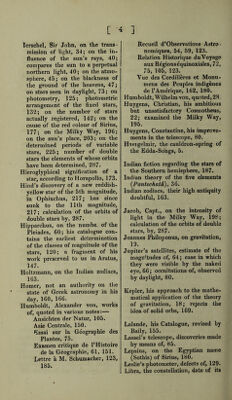 [ 4 ]
Herschel, Sir John, on the trans-
mission of light, 34; on the in-
fluence of the sun's rays, 40;
compares the sun to a perpetual
northern light, 40; on the atmo-
sphere, 45; on the blackness of
the ground of the heavens, 47;
on stars seen in daylight, 73; on
photometry, 125; photometric
arrangement of the fixed stars,
132; on the number of stars
actually registered, 142; on the
cause of the red colour of Sirius,
177; on the Milky Way, 196;
on the sun's place, 205; on the
determined periods of variable
stars, 225; number of double
stars the elements of whose orbits
have been determined, 287.
Hieroglyphical signification of a
star, according to Horapollo, 173.
Hind's discovery of a new reddish-
yellow star of the 5th magnitude,
in Ophiuchus, 217; has since
sunk to the 11th magnitude,
217; calculation of the orbits of
double stars by, 287.
Hipparchus, on the number of the
Pleiades, 60; his catalogue con-
tains the earliest determination
of the classes of magnitude of the
stars, 128; a fragment of his
work preserved to us in Aratus,
147.
Holtzmann, on the Indian zodiacs,
163.
Homer, not an authority on the
state of Greek astronomy in his
day, 160, 166.
Humboldt, Alexander von, works
of, quoted in various notes:—
Ansichten der Natur, 105.
Asie Centrale, 150.
Essai sur la Géographie des
Plantes, 75.
Examen critique de l'Histoire
de la Géographie, 61, 151.
Lettre à M. Schumacher, 125,
185.
Recueil d'Observations Astro-
nomiques, 54, 59, 123.
Relation Historique du Voyage
aux Régions équinoxiales, 72,
75, 105, 123.
Vue des Cordillères et Monu-
mens des Peuples indigènes
de l'Amérique, 142, 180.
Humboldt, Wilhelm von, quoted, 28
Huygens, Christian, his ambitious
but unsatisfactory Cosmotheos,
22; examined the Milky Way,
196.
Huygens, Constantine, his improve-
ments in the telescope, 80.
Hvergelmir, the cauldron-spring of
the Edda-Songs, 5.
Indian fiction regarding the stars of
the Southern hemisphere, 187.
Indian theory of the five elements
(Pantschatâ), 36.
Indian zodiacs, their high antiquity
doubtful, 163.
Jacob, Capt., on the intensity of
light in the Milky Way, 198;
calculation of the orbits of double
stars, by, 287.
Joannes Philoponus, on gravitation,
19.
Jupiter's satellites, estimate of the
magnitudes of, 64; case in which
they were visible by the naked
eye, 66; occultations of, observed
by daylight, 80.
Kepler, his approach to the mathe-
matical application of the theory
of gravitation, 18; rejects the
idea of solid orbs, 169.
Lalande, his Catalogue, revised by
Baily, 155.
Lassel's telescope, discoveries made
by means of, 85.
Lepsius, on the Egyptian name
(Sothis) of Sirius, 180.
Leslie's photometer, defects of, 129.
Libra, the constellation, date of its